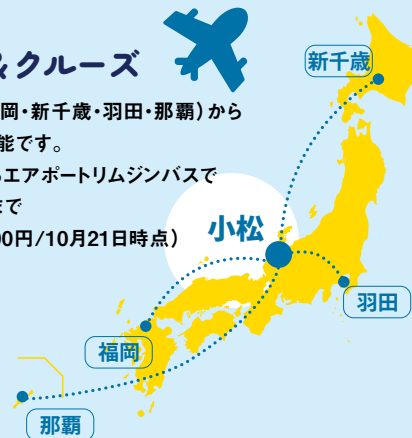 &クルーズ
岡・新千歳・羽田・那覇)から
能です。
エアポートリムジンバスで
まで
00円/10月21日時点)
新千歳
小松
羽田
福岡
那覇